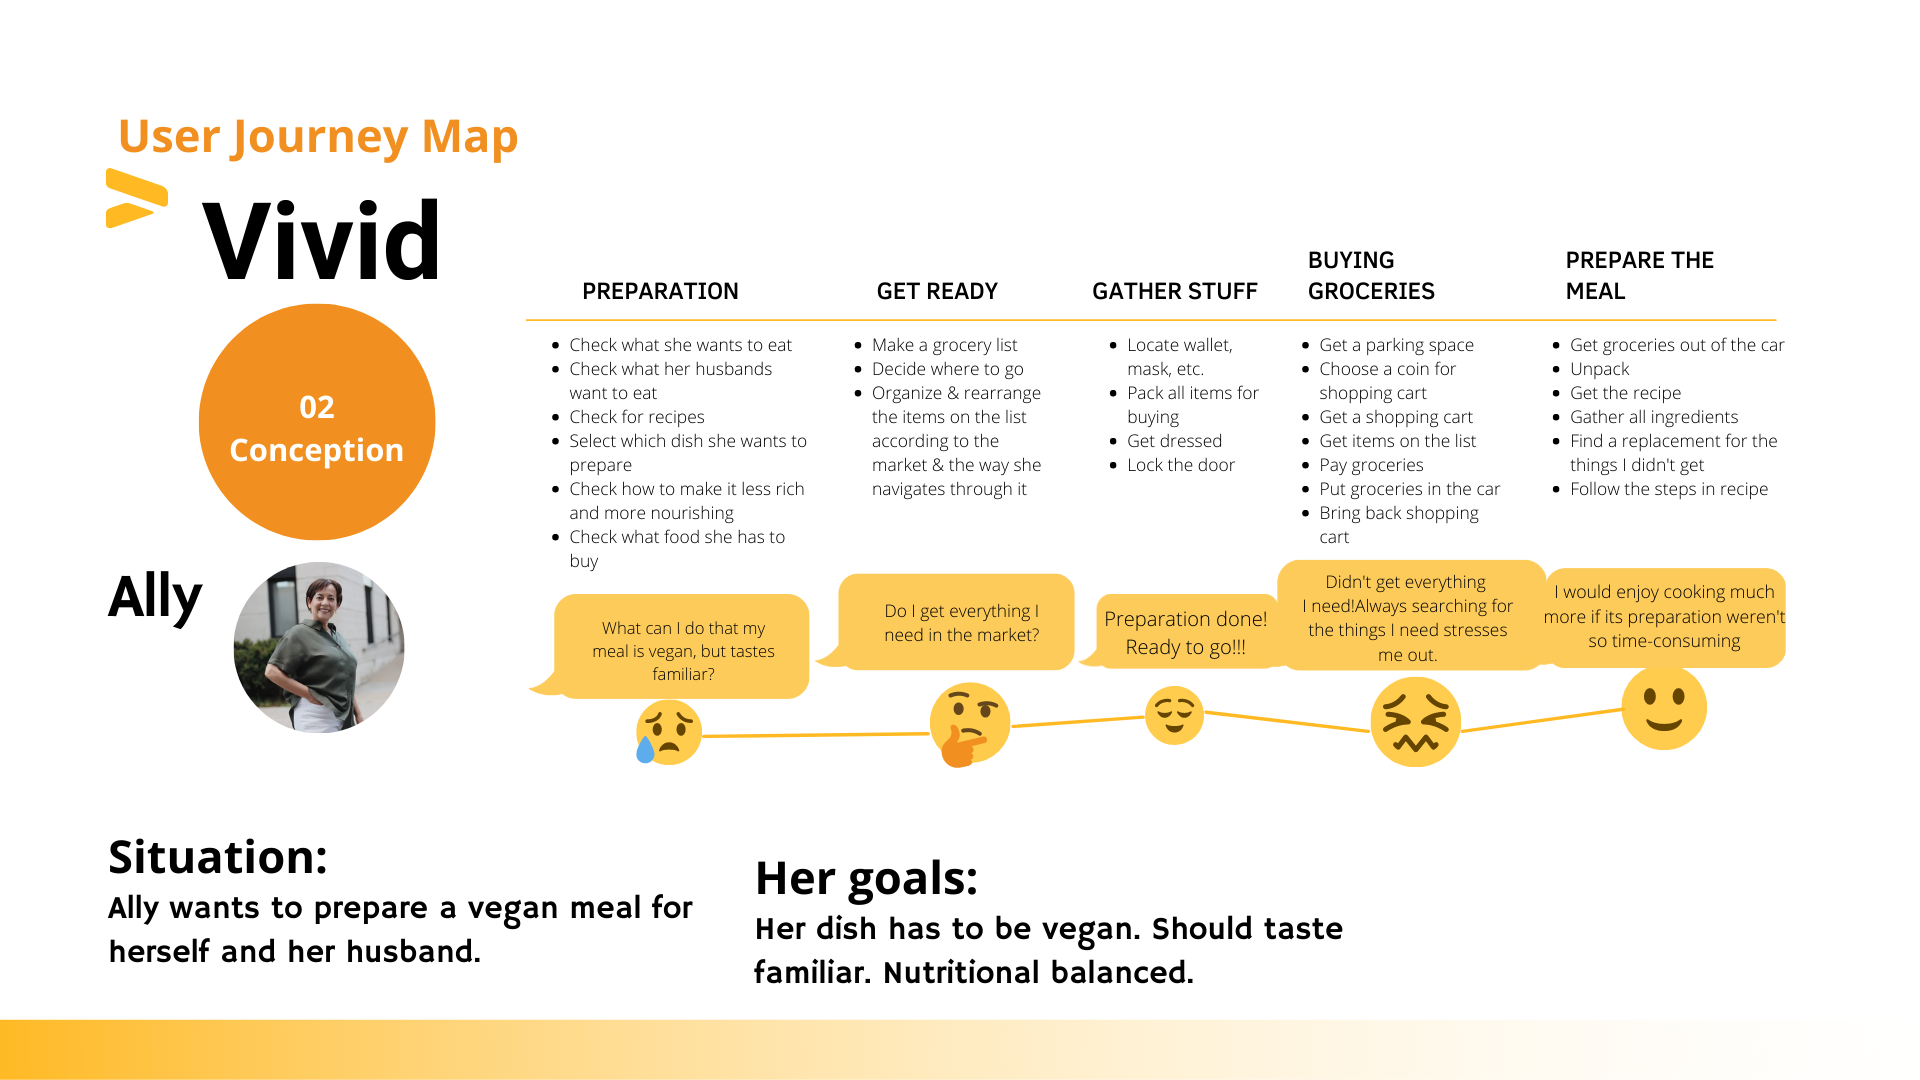 User Journey Map
Vivid
02
Conception
Ally
PREPARATION
Check what she wants to eat
Check what her husbands
want to eat
Check for recipes
Select which dish she wants to
prepare
Check how to make it less rich
and more nourishing
Check what food she has to
buy
What can I do that my
meal is vegan, but tastes
familiar?
GET READY
Make a grocery list
Decide where to go
Organize & rearrange
the items on the list
according to the
market & the way she
navigates through it
Do I get everything I
need in the market?
GATHER STUFF
Locate wallet,
mask, etc.
Pack all items for
buying
Get dressed
Lock the door
Preparation done!
Ready to go!!!
BUYING
GROCERIES
Get a parking space
Choose a coin for
shopping cart
Get a shopping cart
Get items on the list
Pay groceries
Put groceries in the car
Bring back shopping
cart
Didn't get everything
I need!Always searching for
the things I need stresses
me out.
PREPARE THE
MEAL
Get groceries out of the car
Unpack
Get the recipe
Gather all ingredients
Find a replacement for the
things I didn't get
Follow the steps in recipe
I would enjoy cooking much
more if its preparation weren't
so time-consuming
Situation:
Ally wants to prepare a vegan meal for
herself and her husband.
Her goals:
Her dish has to be vegan. Should taste
familiar. Nutritional balanced.